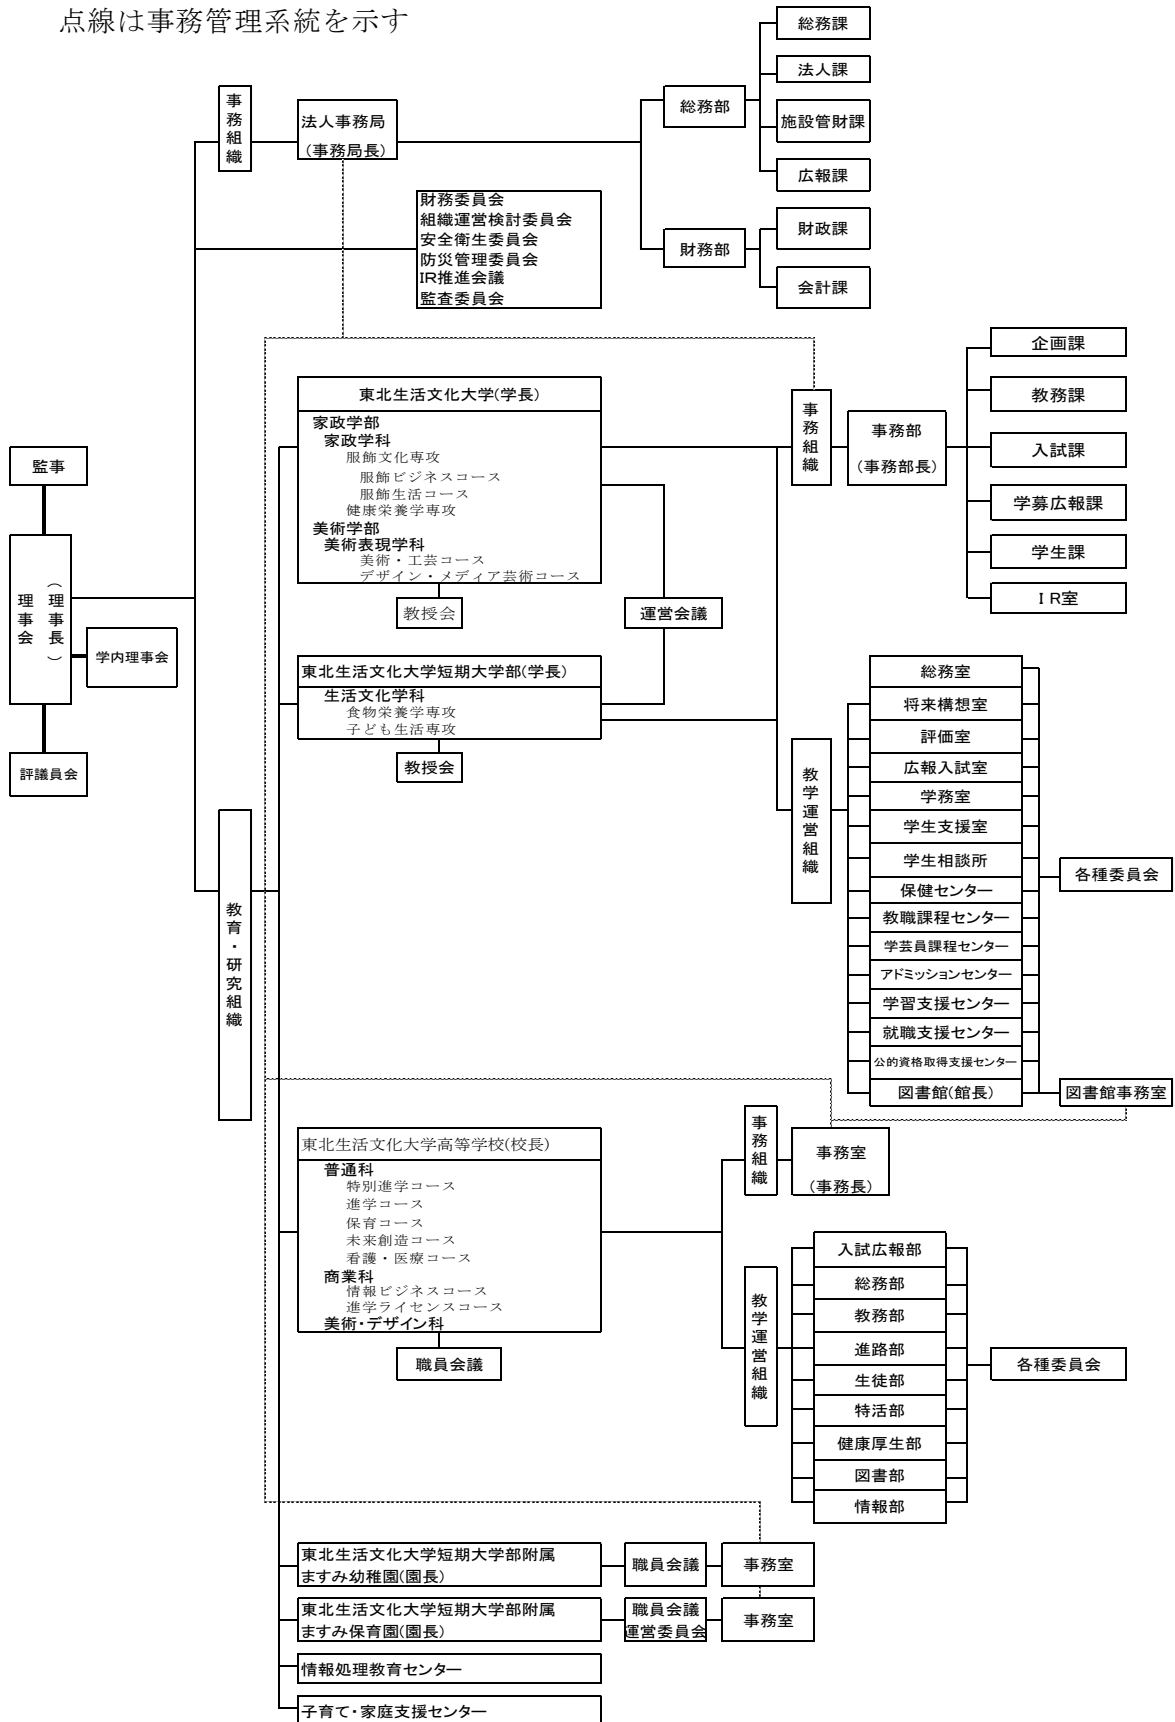 点線は事務管理系統を示す
監事
理事会
（理事長）
学内理事会
評議員会
事務組織
法人事務局
(事務局長)
総務部
総務課
法人課
施設管財課
広報課
財務部
財政課
会計課
財務委員会
組織運営検討委員会
安全衛生委員会
防災管理委員会
IR推進会議
監査委員会
教育・研究組織
東北生活文化大学(学長)
家政学部
家政学科
服飾文化専攻
服飾ビジネスコース
服飾生活コース
健康栄養学専攻
美術学部
美術表現学科
美術・工芸コース
デザイン・メディア芸術コース
教授会
運営会議
東北生活文化大学短期大学部(学長)
生活文化学科
食物栄養学専攻
子ども生活専攻
教授会
事務組織
事務部
(事務部長)
企画課
教務課
入試課
学募広報課
学生課
ＩＲ室
教学運営組織
総務室
将来構想室
評価室
広報入試室
学務室
学生支援室
学生相談所
保健センター
教職課程センター
学芸員課程センター
アドミッションセンター
学習支援センター
就職支援センター
公的資格取得支援センター
図書館(館長)
各種委員会
図書館事務室
東北生活文化大学高等学校(校長)
普通科
特別進学コース
進学コース
保育コース
未来創造コース
看護・医療コース
商業科
情報ビジネスコース
進学ライセンスコース
美術・デザイン科
職員会議
事務組織
事務室
(事務長)
教学運営組織
入試広報部
総務部
教務部
進路部
生徒部
特活部
健康厚生部
図書部
情報部
各種委員会
東北生活文化大学短期大学部附属
ますみ幼稚園(園長)
職員会議
事務室
東北生活文化大学短期大学部附属
ますみ保育園(園長)
職員会議
運営委員会
事務室
情報処理教育センター
子育て・家庭支援センター